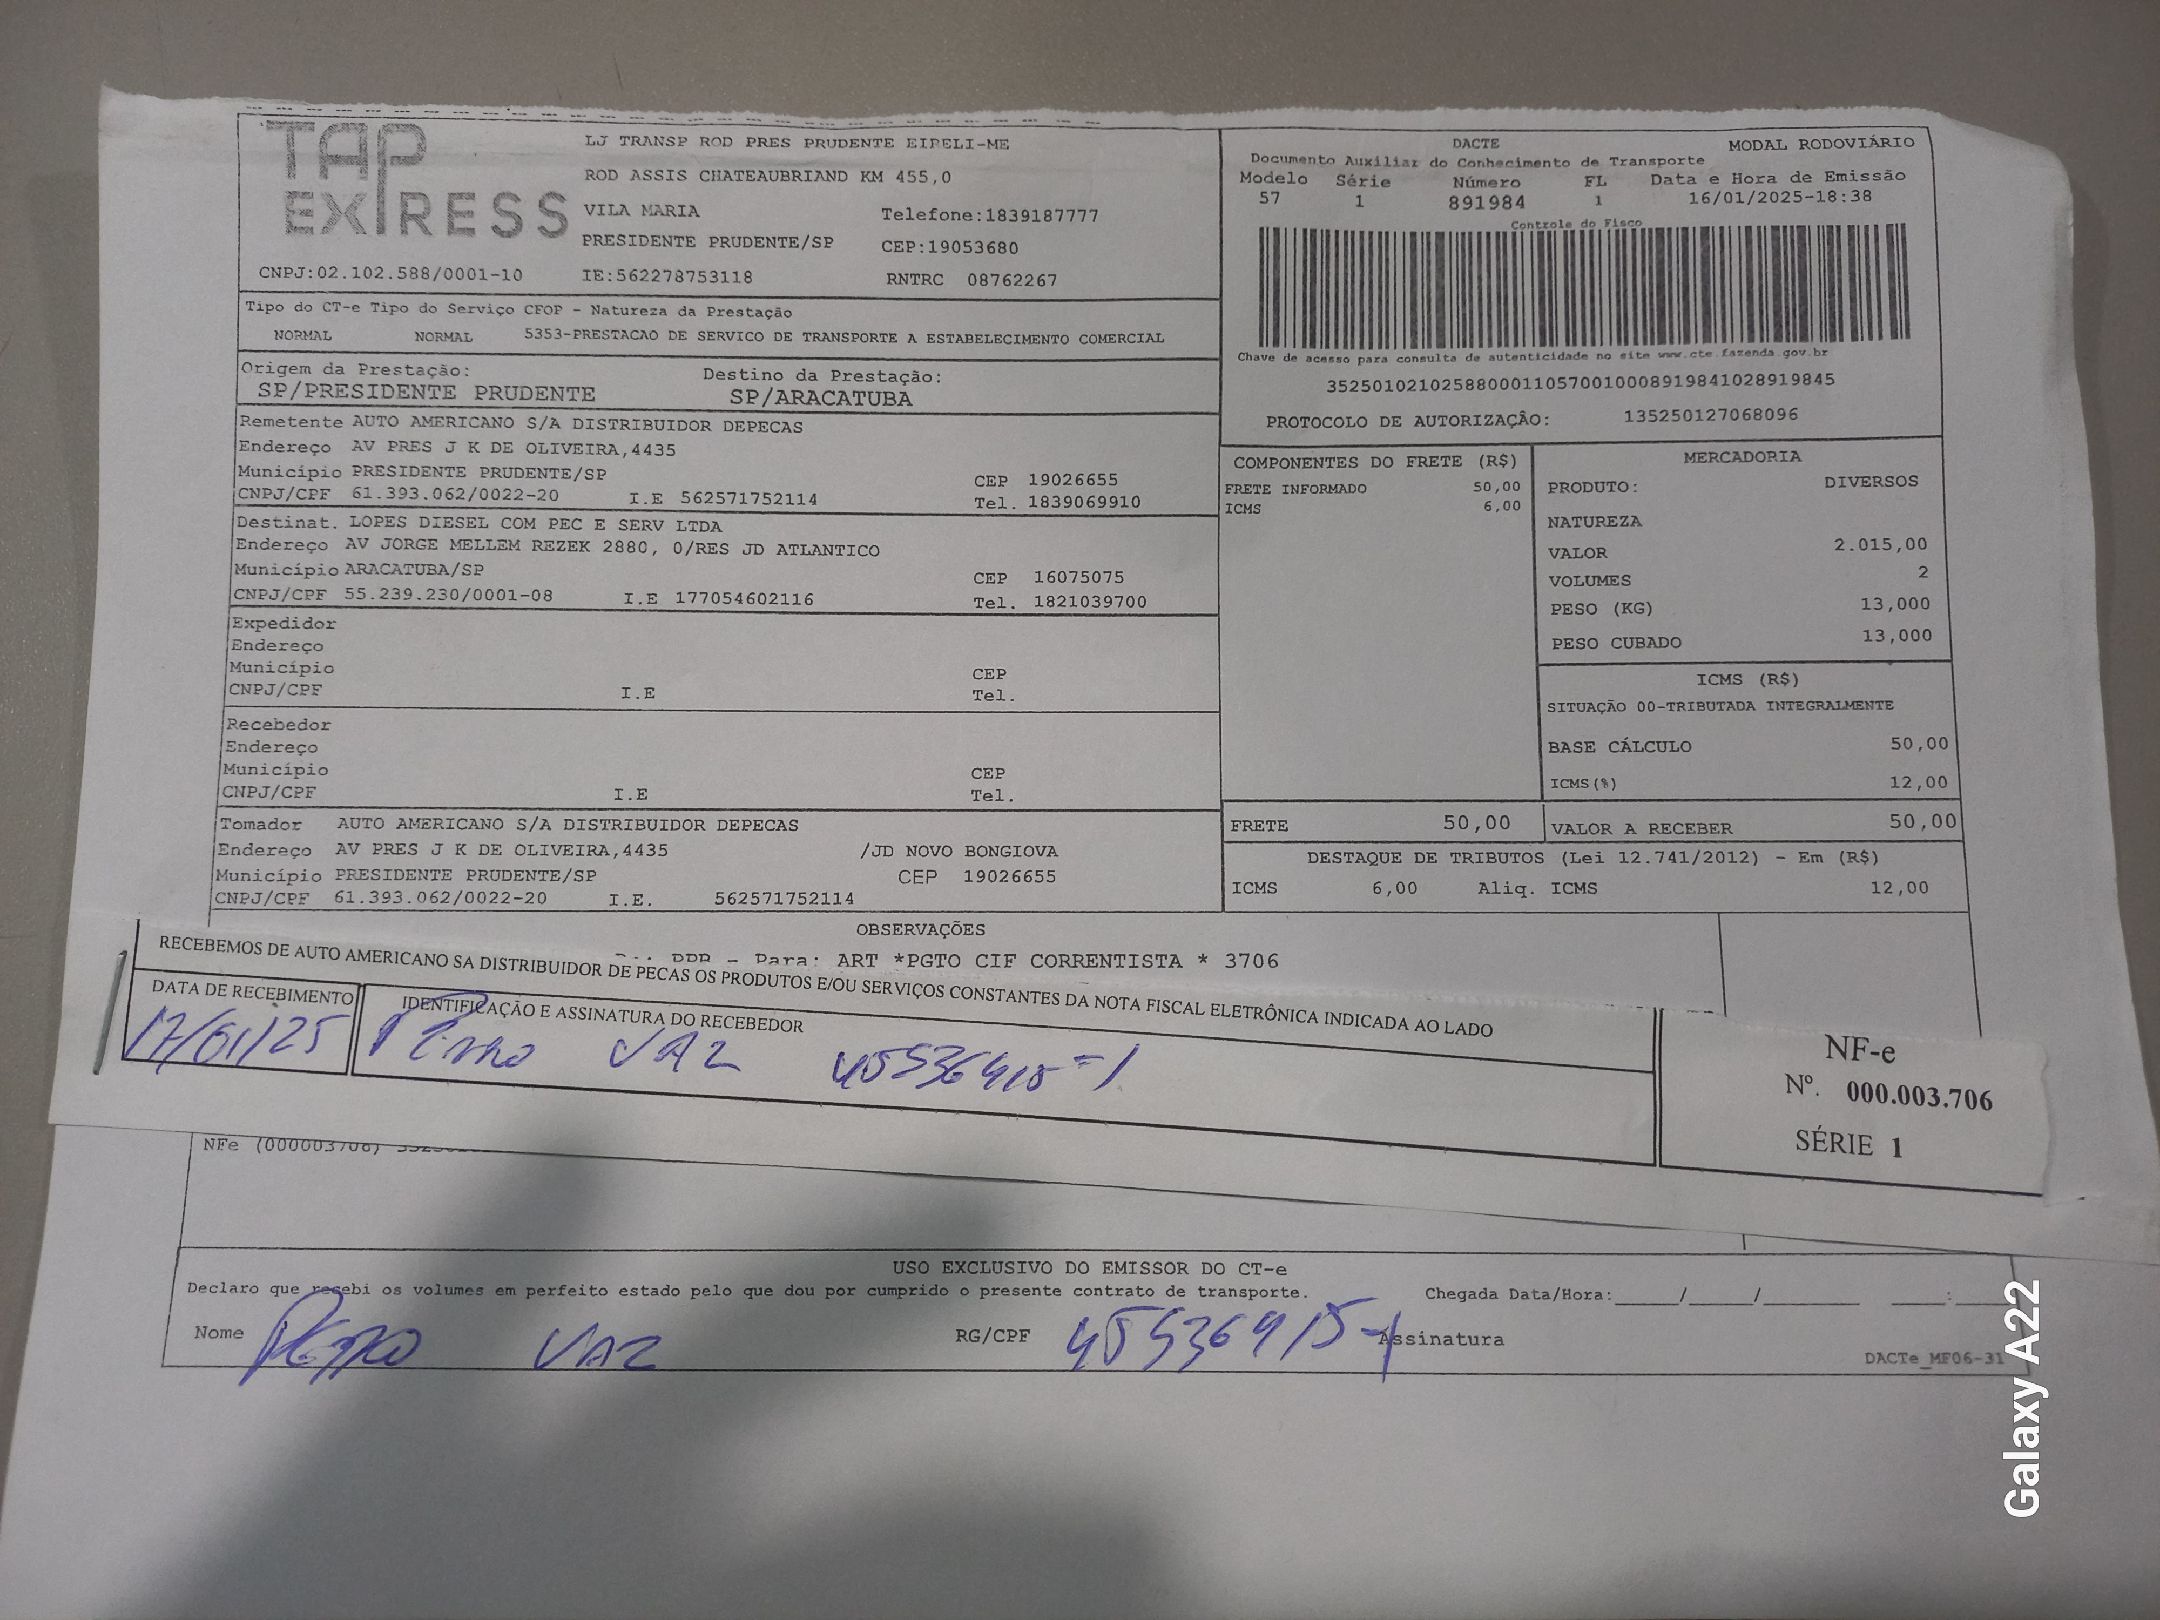 TAP EXPRESS
LJ TRANSP ROD PRES PRUDENTE EIRELI-ME
ROD ASSIS CHATEAUBRIAND KM 455,0
VILA MARIA Telefone:1839187777
PRESIDENTE PRUDENTE/SP CEP:19053680
CNPJ:02.102.588/0001-10 IE:562278753118 RNTRC 08762267
DACTE MODAL RODOVIÁRIO
Documento Auxiliar do Conhecimento de Transporte
Modelo Série Número FL Data e Hora de Emissão
57 1 891984 1 16/01/2025-18:38
Controle do Fisco
Chave de acesso para consulta de autenticidade no site www.cte.fazenda.gov.br
35250102102588000110570010008919841028919845
PROTOCOLO DE AUTORIZAÇÃO: 135250127068096
Tipo do CT-e Tipo do Serviço CFOP - Natureza da Prestação
NORMAL NORMAL 5353-PRESTACAO DE SERVICO DE TRANSPORTE A ESTABELECIMENTO COMERCIAL
Origem da Prestação: Destino da Prestação:
SP/PRESIDENTE PRUDENTE SP/ARACATUBA
Remetente AUTO AMERICANO S/A DISTRIBUIDOR DEPECAS
Endereço AV PRES J K DE OLIVEIRA,4435
Município PRESIDENTE PRUDENTE/SP CEP 19026655
CNPJ/CPF 61.393.062/0022-20 I.E 562571752114 Tel. 1839069910
Destinat. LOPES DIESEL COM PEC E SERV LTDA
Endereço AV JORGE MELLEM REZEK 2880, 0/RES JD ATLANTICO
Município ARACATUBA/SP CEP 16075075
CNPJ/CPF 55.239.230/0001-08 I.E 177054602116 Tel. 1821039700
Expedidor
Endereço
Município CEP
CNPJ/CPF I.E Tel.
Recebedor
Endereço
Município CEP
CNPJ/CPF I.E Tel.
Tomador AUTO AMERICANO S/A DISTRIBUIDOR DEPECAS
Endereço AV PRES J K DE OLIVEIRA,4435 /JD NOVO BONGIOVA
Município PRESIDENTE PRUDENTE/SP CEP 19026655
CNPJ/CPF 61.393.062/0022-20 I.E. 562571752114
COMPONENTES DO FRETE (R$)
FRETE INFORMADO 50,00
ICMS 6,00
MERCADORIA
PRODUTO: DIVERSOS
NATUREZA
VALOR 2.015,00
VOLUMES 2
PESO (KG) 13,000
PESO CUBADO 13,000
ICMS (R$)
SITUAÇÃO 00-TRIBUTADA INTEGRALMENTE
BASE CÁLCULO 50,00
ICMS(%) 12,00
FRETE 50,00 VALOR A RECEBER 50,00
DESTAQUE DE TRIBUTOS (Lei 12.741/2012) - Em (R$)
ICMS 6,00 Aliq. ICMS 12,00
OBSERVAÇÕES
PPR - Para: ART *PGTO CIF CORRENTISTA * 3706
RECEBEMOS DE AUTO AMERICANO SA DISTRIBUIDOR DE PECAS OS PRODUTOS E/OU SERVIÇOS CONSTANTES DA NOTA FISCAL ELETRÔNICA INDICADA AO LADO
DATA DE RECEBIMENTO IDENTIFICAÇÃO E ASSINATURA DO RECEBEDOR
17/01/25 PEDRO VAZ 45536915-1
NF-e
Nº. 000.003.706
SÉRIE 1
NFe (000003706)
USO EXCLUSIVO DO EMISSOR DO CT-e
Declaro que recebi os volumes em perfeito estado pelo que dou por cumprido o presente contrato de transporte. Chegada Data/Hora:_____/_____/________ ____:____
Nome PEDRO VAZ RG/CPF 45536915-1 Assinatura
DACTe_MF06-31
Galaxy A22